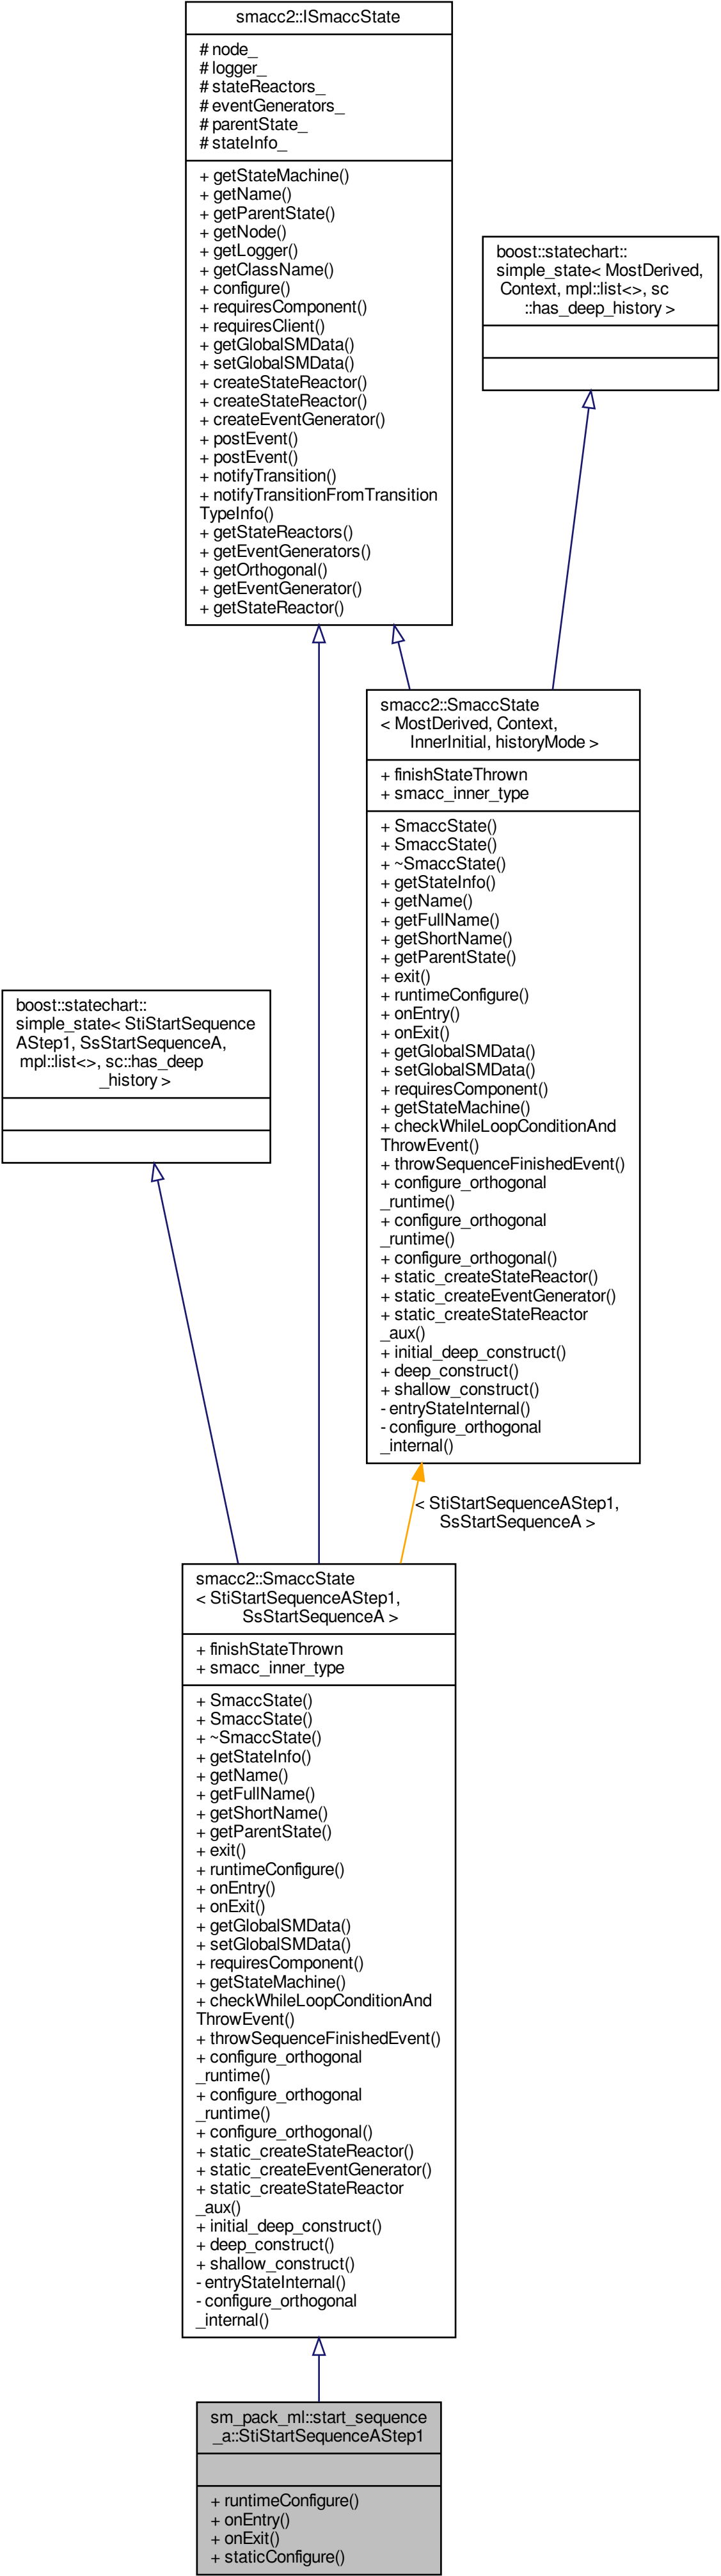 smacc2::ISmaccState
# node_
# logger_
# stateReactors_
# eventGenerators_
# parentState_
# stateInfo_
+ getStateMachine()
+ getName()
+ getParentState()
+ getNode()
+ getLogger()
+ getClassName()
+ configure()
+ requiresComponent()
+ requiresClient()
+ getGlobalSMData()
+ setGlobalSMData()
+ createStateReactor()
+ createStateReactor()
+ createEventGenerator()
+ postEvent()
+ postEvent()
+ notifyTransition()
+ notifyTransitionFromTransition
TypeInfo()
+ getStateReactors()
+ getEventGenerators()
+ getOrthogonal()
+ getEventGenerator()
+ getStateReactor()
boost::statechart::
simple_state< MostDerived,
Context, mpl::list<>, sc
::has_deep_history >
smacc2::SmaccState
< MostDerived, Context,
InnerInitial, historyMode >
+ finishStateThrown
+ smacc_inner_type
+ SmaccState()
+ SmaccState()
+ ~SmaccState()
+ getStateInfo()
+ getName()
+ getFullName()
+ getShortName()
+ getParentState()
+ exit()
+ runtimeConfigure()
+ onEntry()
+ onExit()
+ getGlobalSMData()
+ setGlobalSMData()
+ requiresComponent()
+ getStateMachine()
+ checkWhileLoopConditionAnd
ThrowEvent()
+ throwSequenceFinishedEvent()
+ configure_orthogonal
_runtime()
+ configure_orthogonal
_runtime()
+ configure_orthogonal()
+ static_createStateReactor()
+ static_createEventGenerator()
+ static_createStateReactor
_aux()
+ initial_deep_construct()
+ deep_construct()
+ shallow_construct()
- entryStateInternal()
- configure_orthogonal
_internal()
boost::statechart::
simple_state< StiStartSequence
AStep1, SsStartSequenceA,
mpl::list<>, sc::has_deep
_history >
< StiStartSequenceAStep1,
SsStartSequenceA >
smacc2::SmaccState
< StiStartSequenceAStep1,
SsStartSequenceA >
+ finishStateThrown
+ smacc_inner_type
+ SmaccState()
+ SmaccState()
+ ~SmaccState()
+ getStateInfo()
+ getName()
+ getFullName()
+ getShortName()
+ getParentState()
+ exit()
+ runtimeConfigure()
+ onEntry()
+ onExit()
+ getGlobalSMData()
+ setGlobalSMData()
+ requiresComponent()
+ getStateMachine()
+ checkWhileLoopConditionAnd
ThrowEvent()
+ throwSequenceFinishedEvent()
+ configure_orthogonal
_runtime()
+ configure_orthogonal
_runtime()
+ configure_orthogonal()
+ static_createStateReactor()
+ static_createEventGenerator()
+ static_createStateReactor
_aux()
+ initial_deep_construct()
+ deep_construct()
+ shallow_construct()
- entryStateInternal()
- configure_orthogonal
_internal()
sm_pack_ml::start_sequence
_a::StiStartSequenceAStep1
+ runtimeConfigure()
+ onEntry()
+ onExit()
+ staticConfigure()